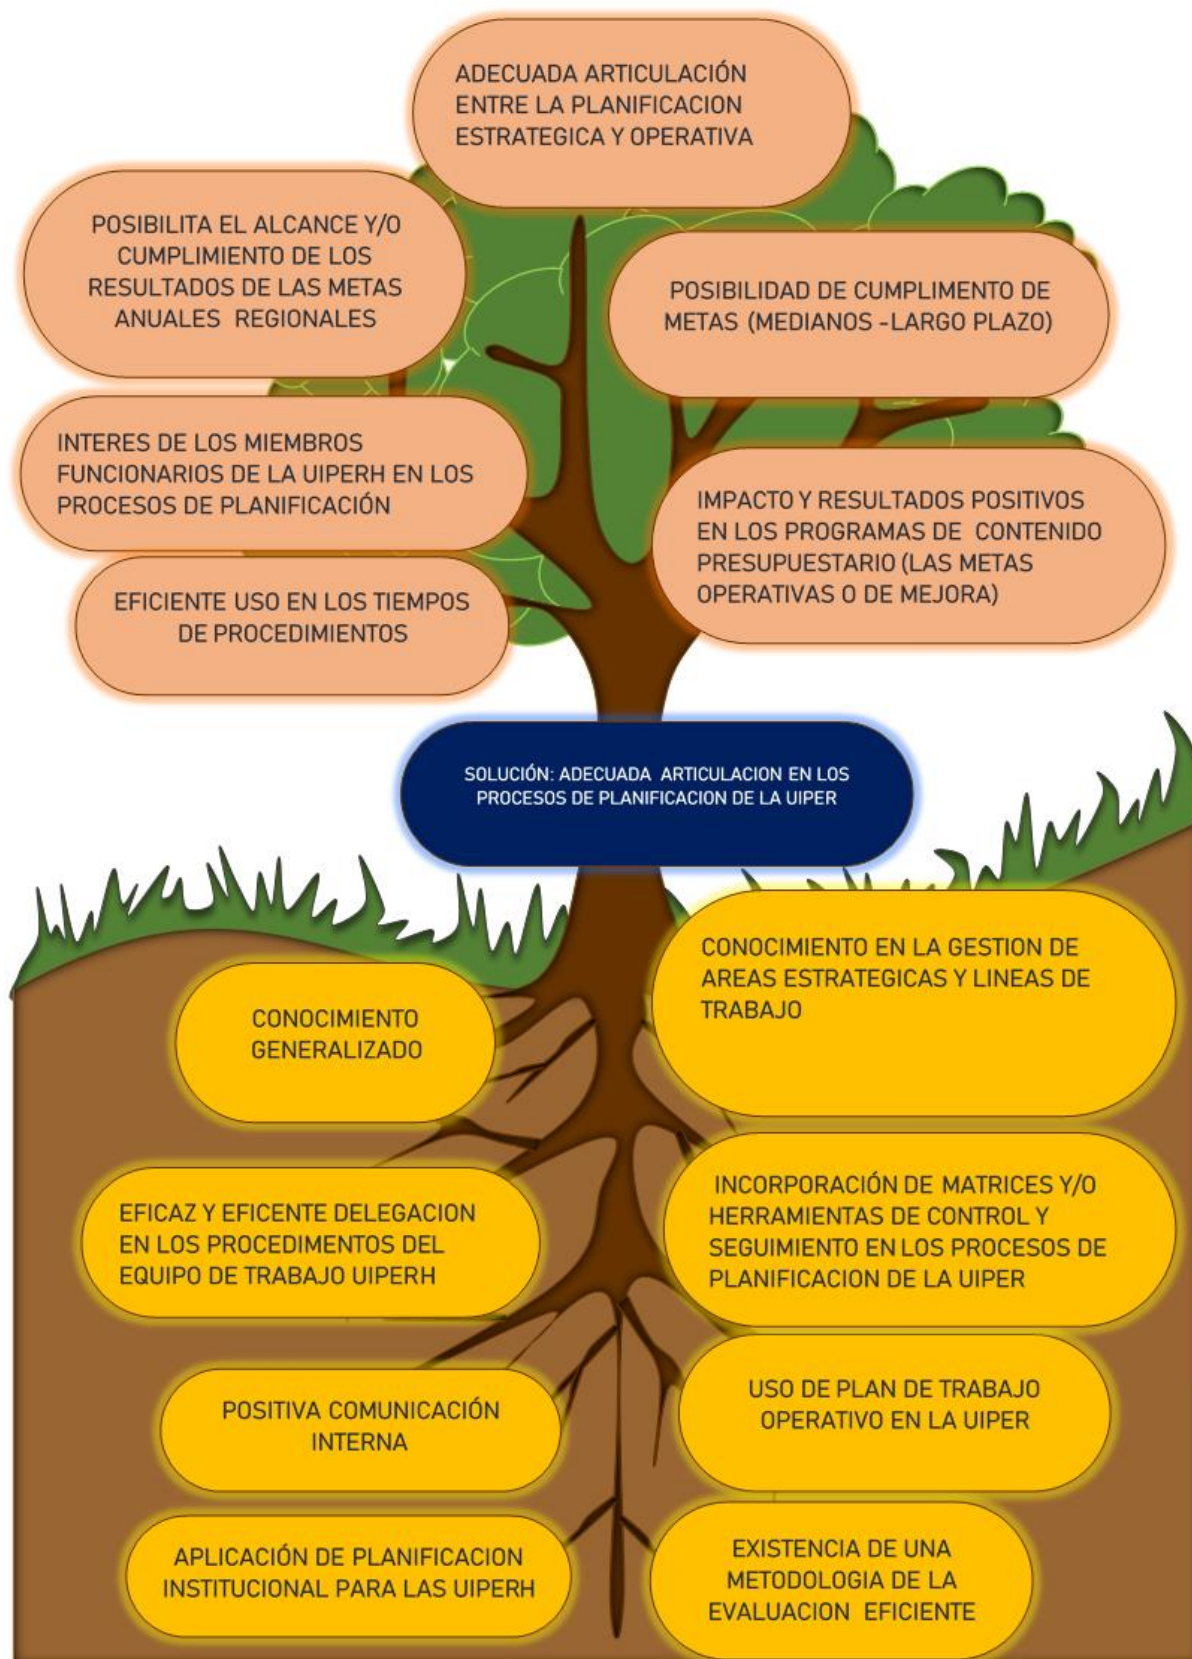 ADECUADA ARTICULACIÓN
ENTRE LA PLANIFICACION
ESTRATEGICA Y OPERATIVA
POSIBILITA EL ALCANCE Y/O
CUMPLIMIENTO DE LOS
RESULTADOS DE LAS METAS
ANUALES REGIONALES
POSIBILIDAD DE CUMPLIMENTO DE
METAS (MEDIANOS -LARGO PLAZO)
INTERES DE LOS MIEMBROS
FUNCIONARIOS DE LA UIPERH EN LOS
PROCESOS DE PLANIFICACIÓN
IMPACTO Y RESULTADOS POSITIVOS
EN LOS PROGRAMAS DE CONTENIDO
PRESUPUESTARIO (LAS METAS
OPERATIVAS O DE MEJORA)
EFICIENTE USO EN LOS TIEMPOS
DE PROCEDIMIENTOS
SOLUCIÓN: ADECUADA ARTICULACION EN LOS
PROCESOS DE PLANIFICACION DE LA UIPER
CONOCIMIENTO EN LA GESTION DE
AREAS ESTRATEGICAS Y LINEAS DE
TRABAJO
CONOCIMIENTO
GENERALIZADO
INCORPORACIÓN DE MATRICES Y/O
HERRAMIENTAS DE CONTROL Y
SEGUIMIENTO EN LOS PROCESOS DE
PLANIFICACION DE LA UIPER
EFICAZ Y EFICENTE DELEGACION
EN LOS PROCEDIMENTOS DEL
EQUIPO DE TRABAJO UIPERH
USO DE PLAN DE TRABAJO
OPERATIVO EN LA UIPER
POSITIVA COMUNICACIÓN
INTERNA
EXISTENCIA DE UNA
METODOLOGIA DE LA
EVALUACION EFICIENTE
APLICACIÓN DE PLANIFICACION
INSTITUCIONAL PARA LAS UIPERH